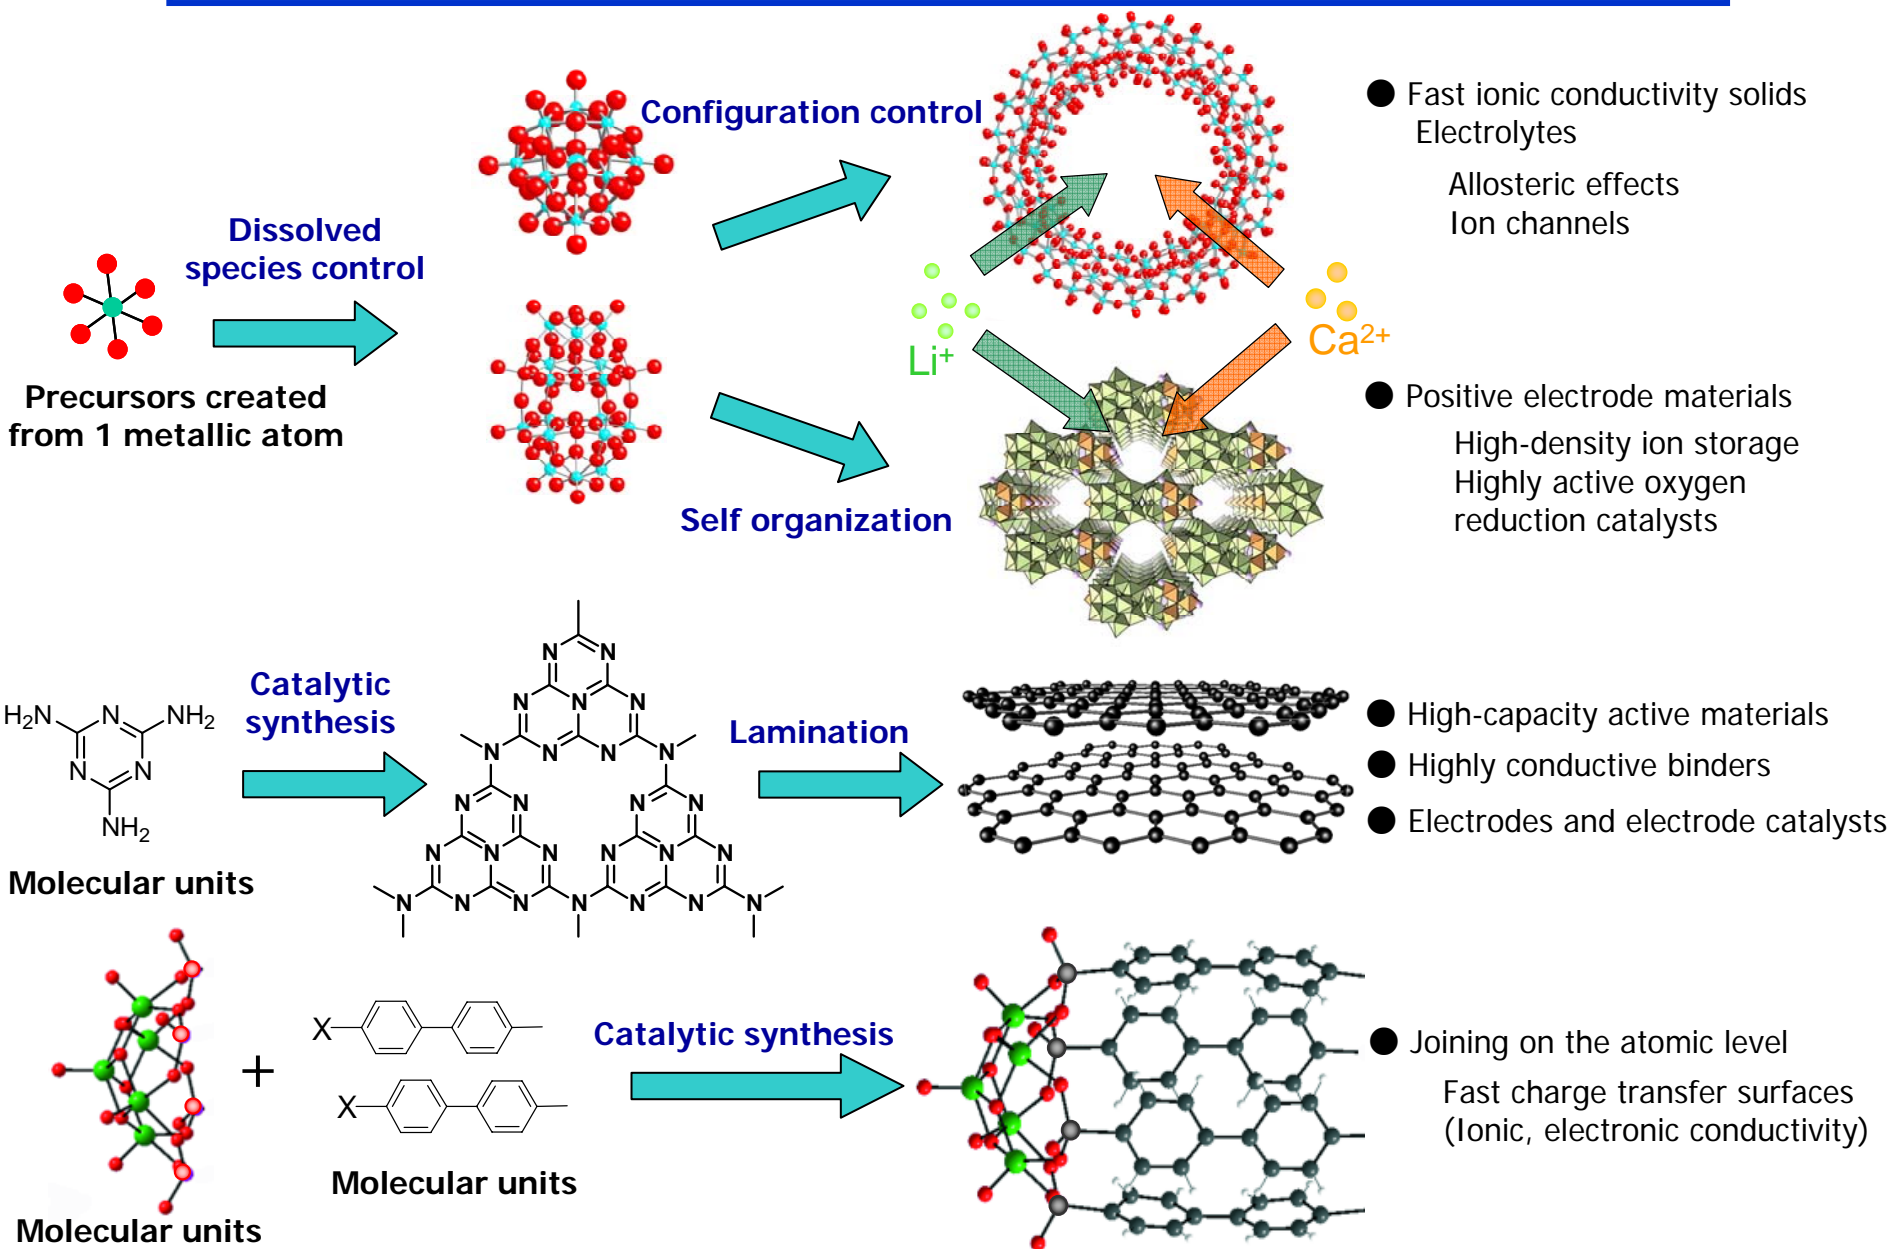 Configuration control
● Fast ionic conductivity solids
Electrolytes
Allosteric effects
Ion channels
Dissolved
species control
Precursors created
from 1 metallic atom
Li⁺
Ca²⁺
● Positive electrode materials
High-density ion storage
Highly active oxygen
reduction catalysts
Self organization
H₂N N NH₂
N N
NH₂
Molecular units
Catalytic
synthesis
N N
N N N
N N N N
N N N N
N N N N N N
N N N N N N N
Lamination
● High-capacity active materials
● Highly conductive binders
● Electrodes and electrode catalysts
Molecular units
+
X
X
Molecular units
Catalytic synthesis
● Joining on the atomic level
Fast charge transfer surfaces
(Ionic, electronic conductivity)